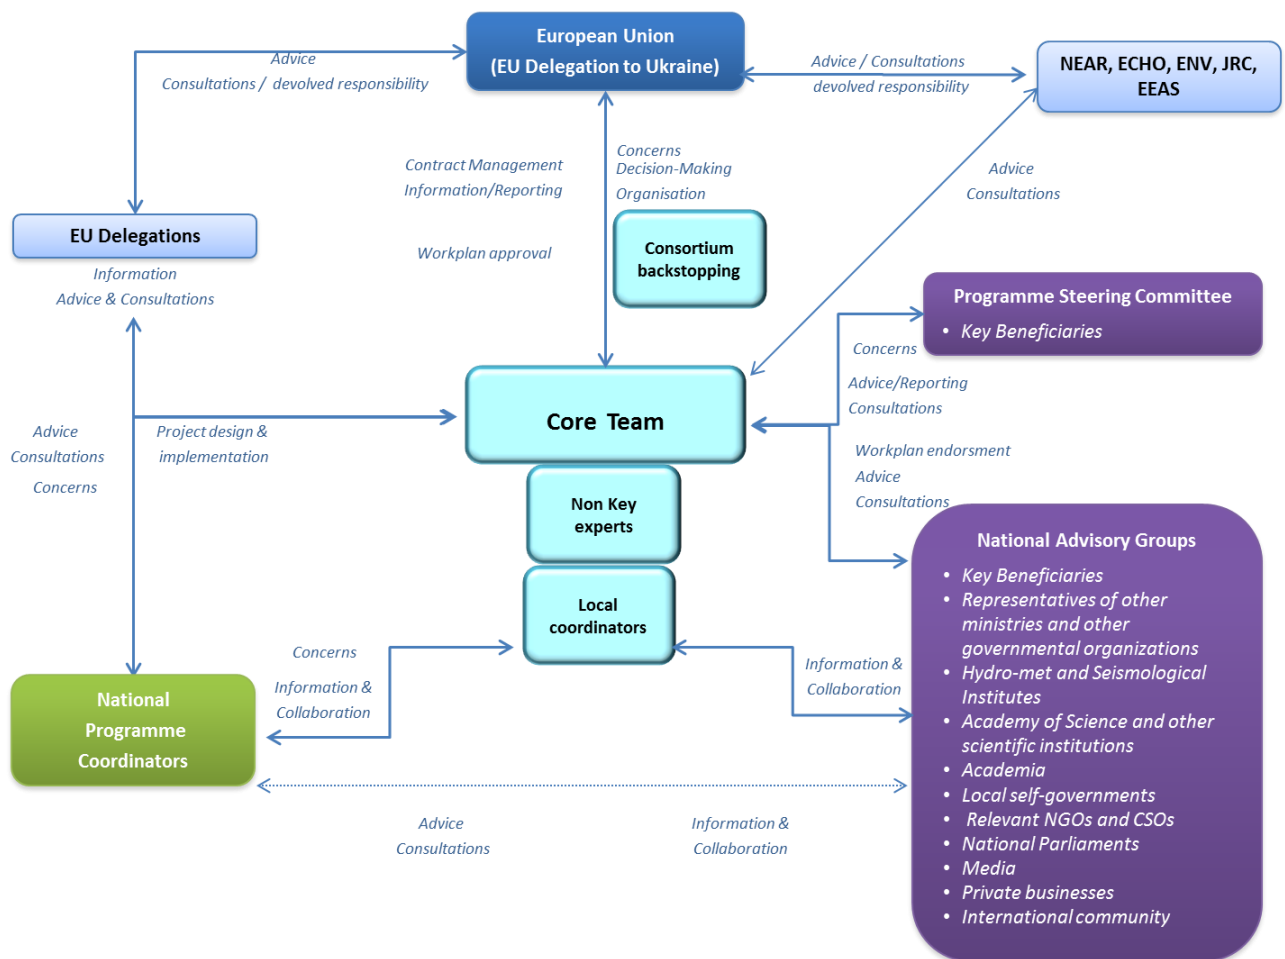 European Union
(EU Delegation to Ukraine)
Advice
Consultations / devolved responsibility
Advice / Consultations
devolved responsibility
NEAR, ECHO, ENV, JRC,
EEAS
Contract Management
Information/Reporting
Concerns
Decision-Making
Organisation
Advice
Consultations
EU Delegations
Workplan approval
Consortium
backstopping
Information
Advice & Consultations
Programme Steering Committee
• Key Beneficiaries
Concerns
Advice/Reporting
Consultations
Core Team
Advice
Consultations
Concerns
Project design &
implementation
Workplan endorsment
Advice
Consultations
Non Key
experts
National Advisory Groups
• Key Beneficiaries
• Representatives of other
ministries and other
governmental organizations
• Hydro-met and Seismological
Institutes
• Academy of Science and other
scientific institutions
• Academia
• Local self-governments
• Relevant NGOs and CSOs
• National Parliaments
• Media
• Private businesses
• International community
Local
coordinators
Concerns
Information &
Collaboration
Information &
Collaboration
National
Programme
Coordinators
Advice
Consultations
Information &
Collaboration